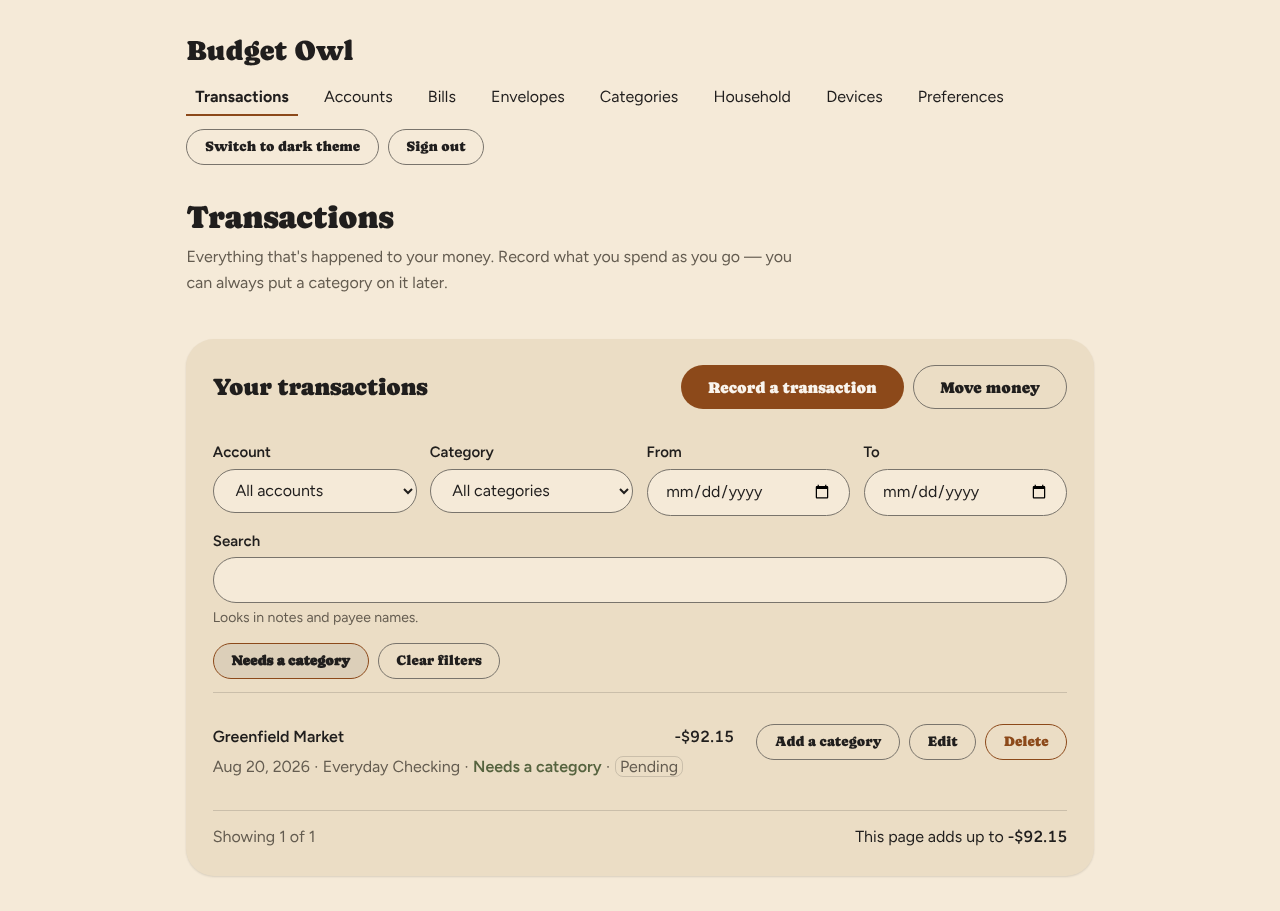 Budget Owl
Transactions Accounts Bills Envelopes Categories Household Devices Preferences
Switch to dark theme Sign out
Transactions
Everything that's happened to your money. Record what you spend as you go — you
can always put a category on it later.
Your transactions Record a transaction Move money
Account Category From To
All accounts All categories mm/dd/yyyy mm/dd/yyyy
Search
Looks in notes and payee names.
Needs a category Clear filters
Greenfield Market -$92.15 Add a category Edit Delete
Aug 20, 2026 · Everyday Checking · Needs a category · Pending
Showing 1 of 1 This page adds up to -$92.15